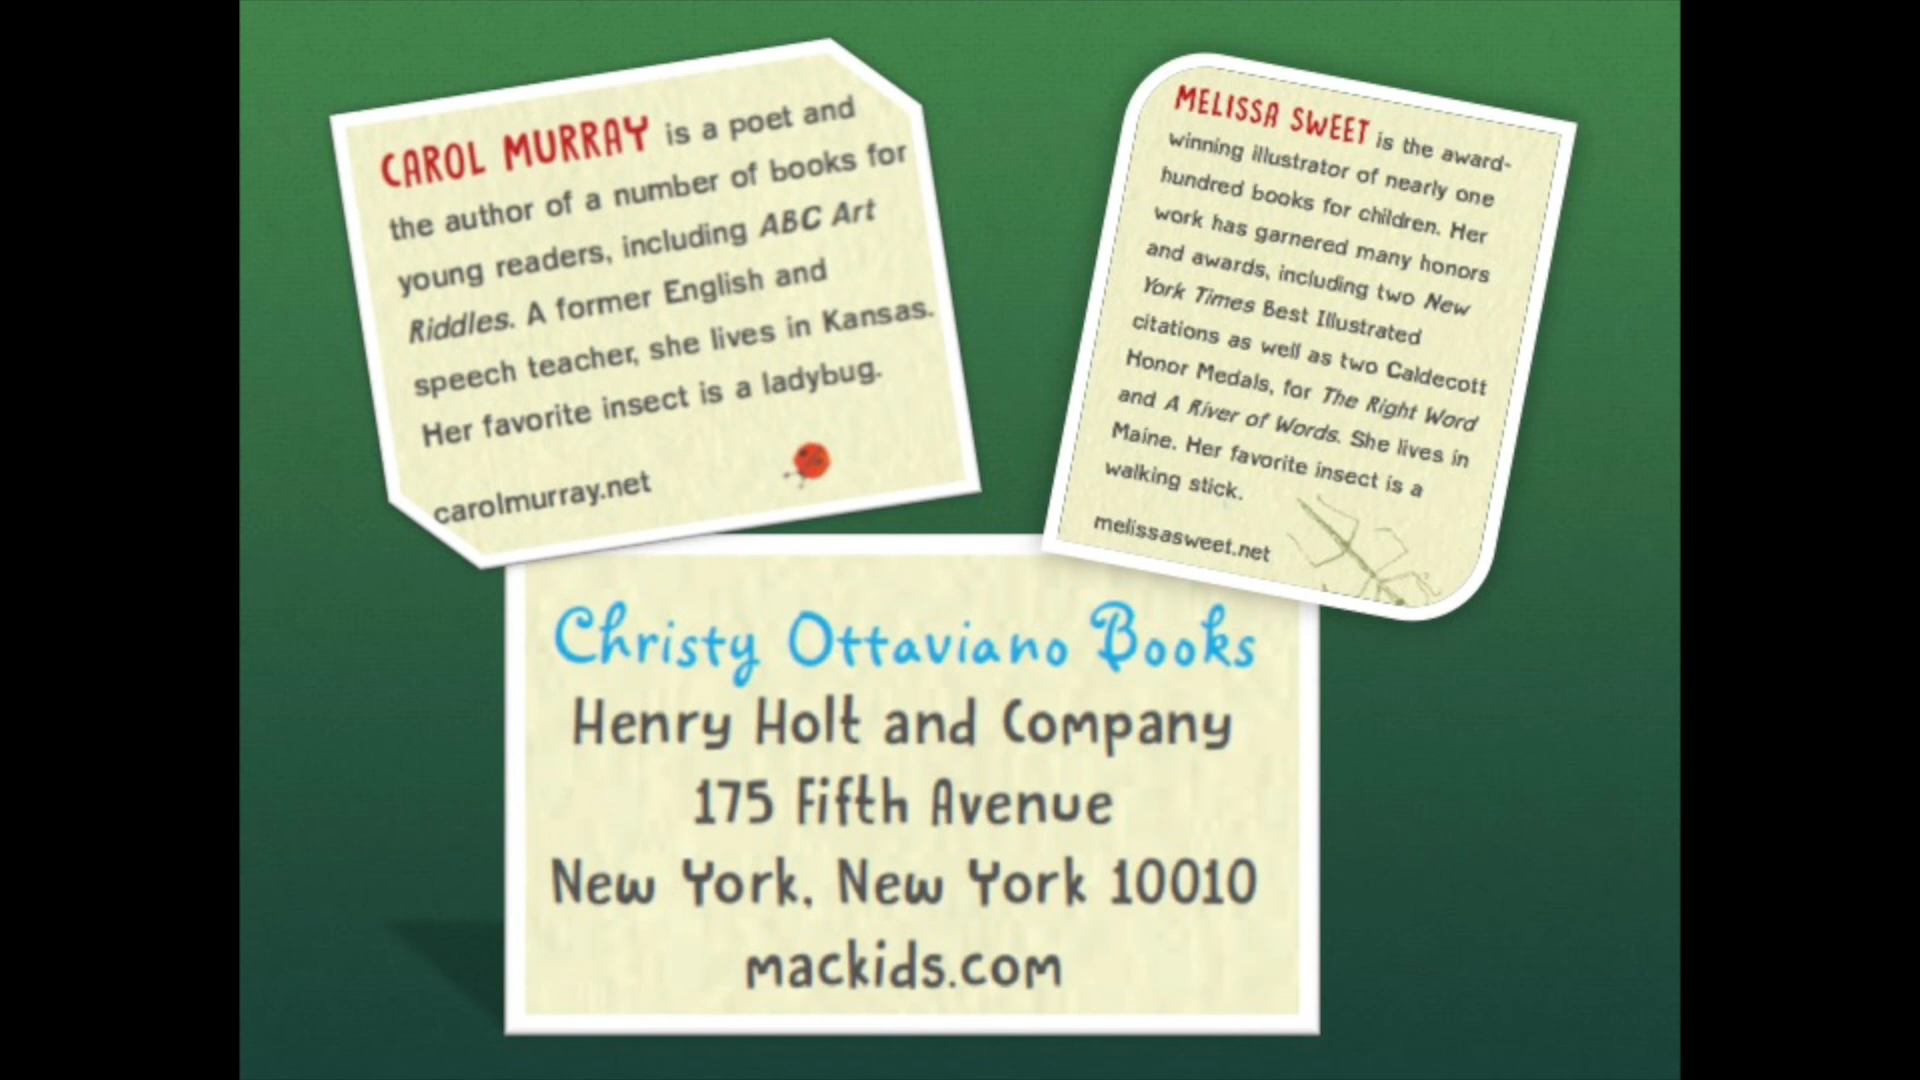 CAROL MURRAY is a poet and
the author of a number of books for
young readers, including ABC Art
Riddles. A former English and
speech teacher, she lives in Kansas.
Her favorite insect is a ladybug.
carolmurray.net
MELISSA SWEET is the award-
winning illustrator of nearly one
hundred books for children. Her
work has garnered many honors
and awards, including two New
York Times Best Illustrated
citations as well as two Caldecott
Honor Medals, for The Right Word
and A River of Words. She lives in
Maine. Her favorite insect is a
walking stick.
melissasweet.net
Christy Ottaviano Books
Henry Holt and Company
175 Fifth Avenue
New York, New York 10010
mackids.com